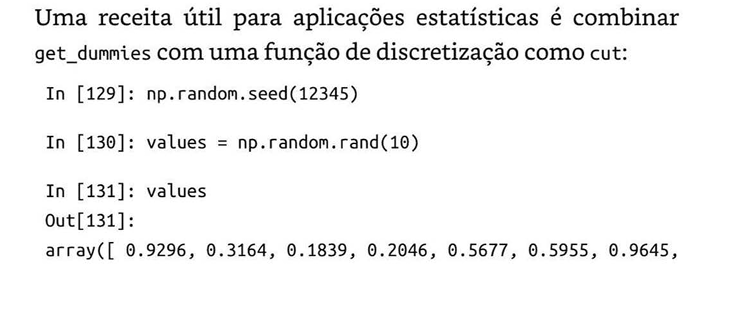 Uma receita útil para aplicações estatísticas é combinar
get_dummies com uma função de discretização como cut:
In [129]: np.random.seed(12345)
In [130]: values = np.random.rand(10)
In [131]: values
Out[131]:
array([ 0.9296, 0.3164, 0.1839, 0.2046, 0.5677, 0.5955, 0.9645,